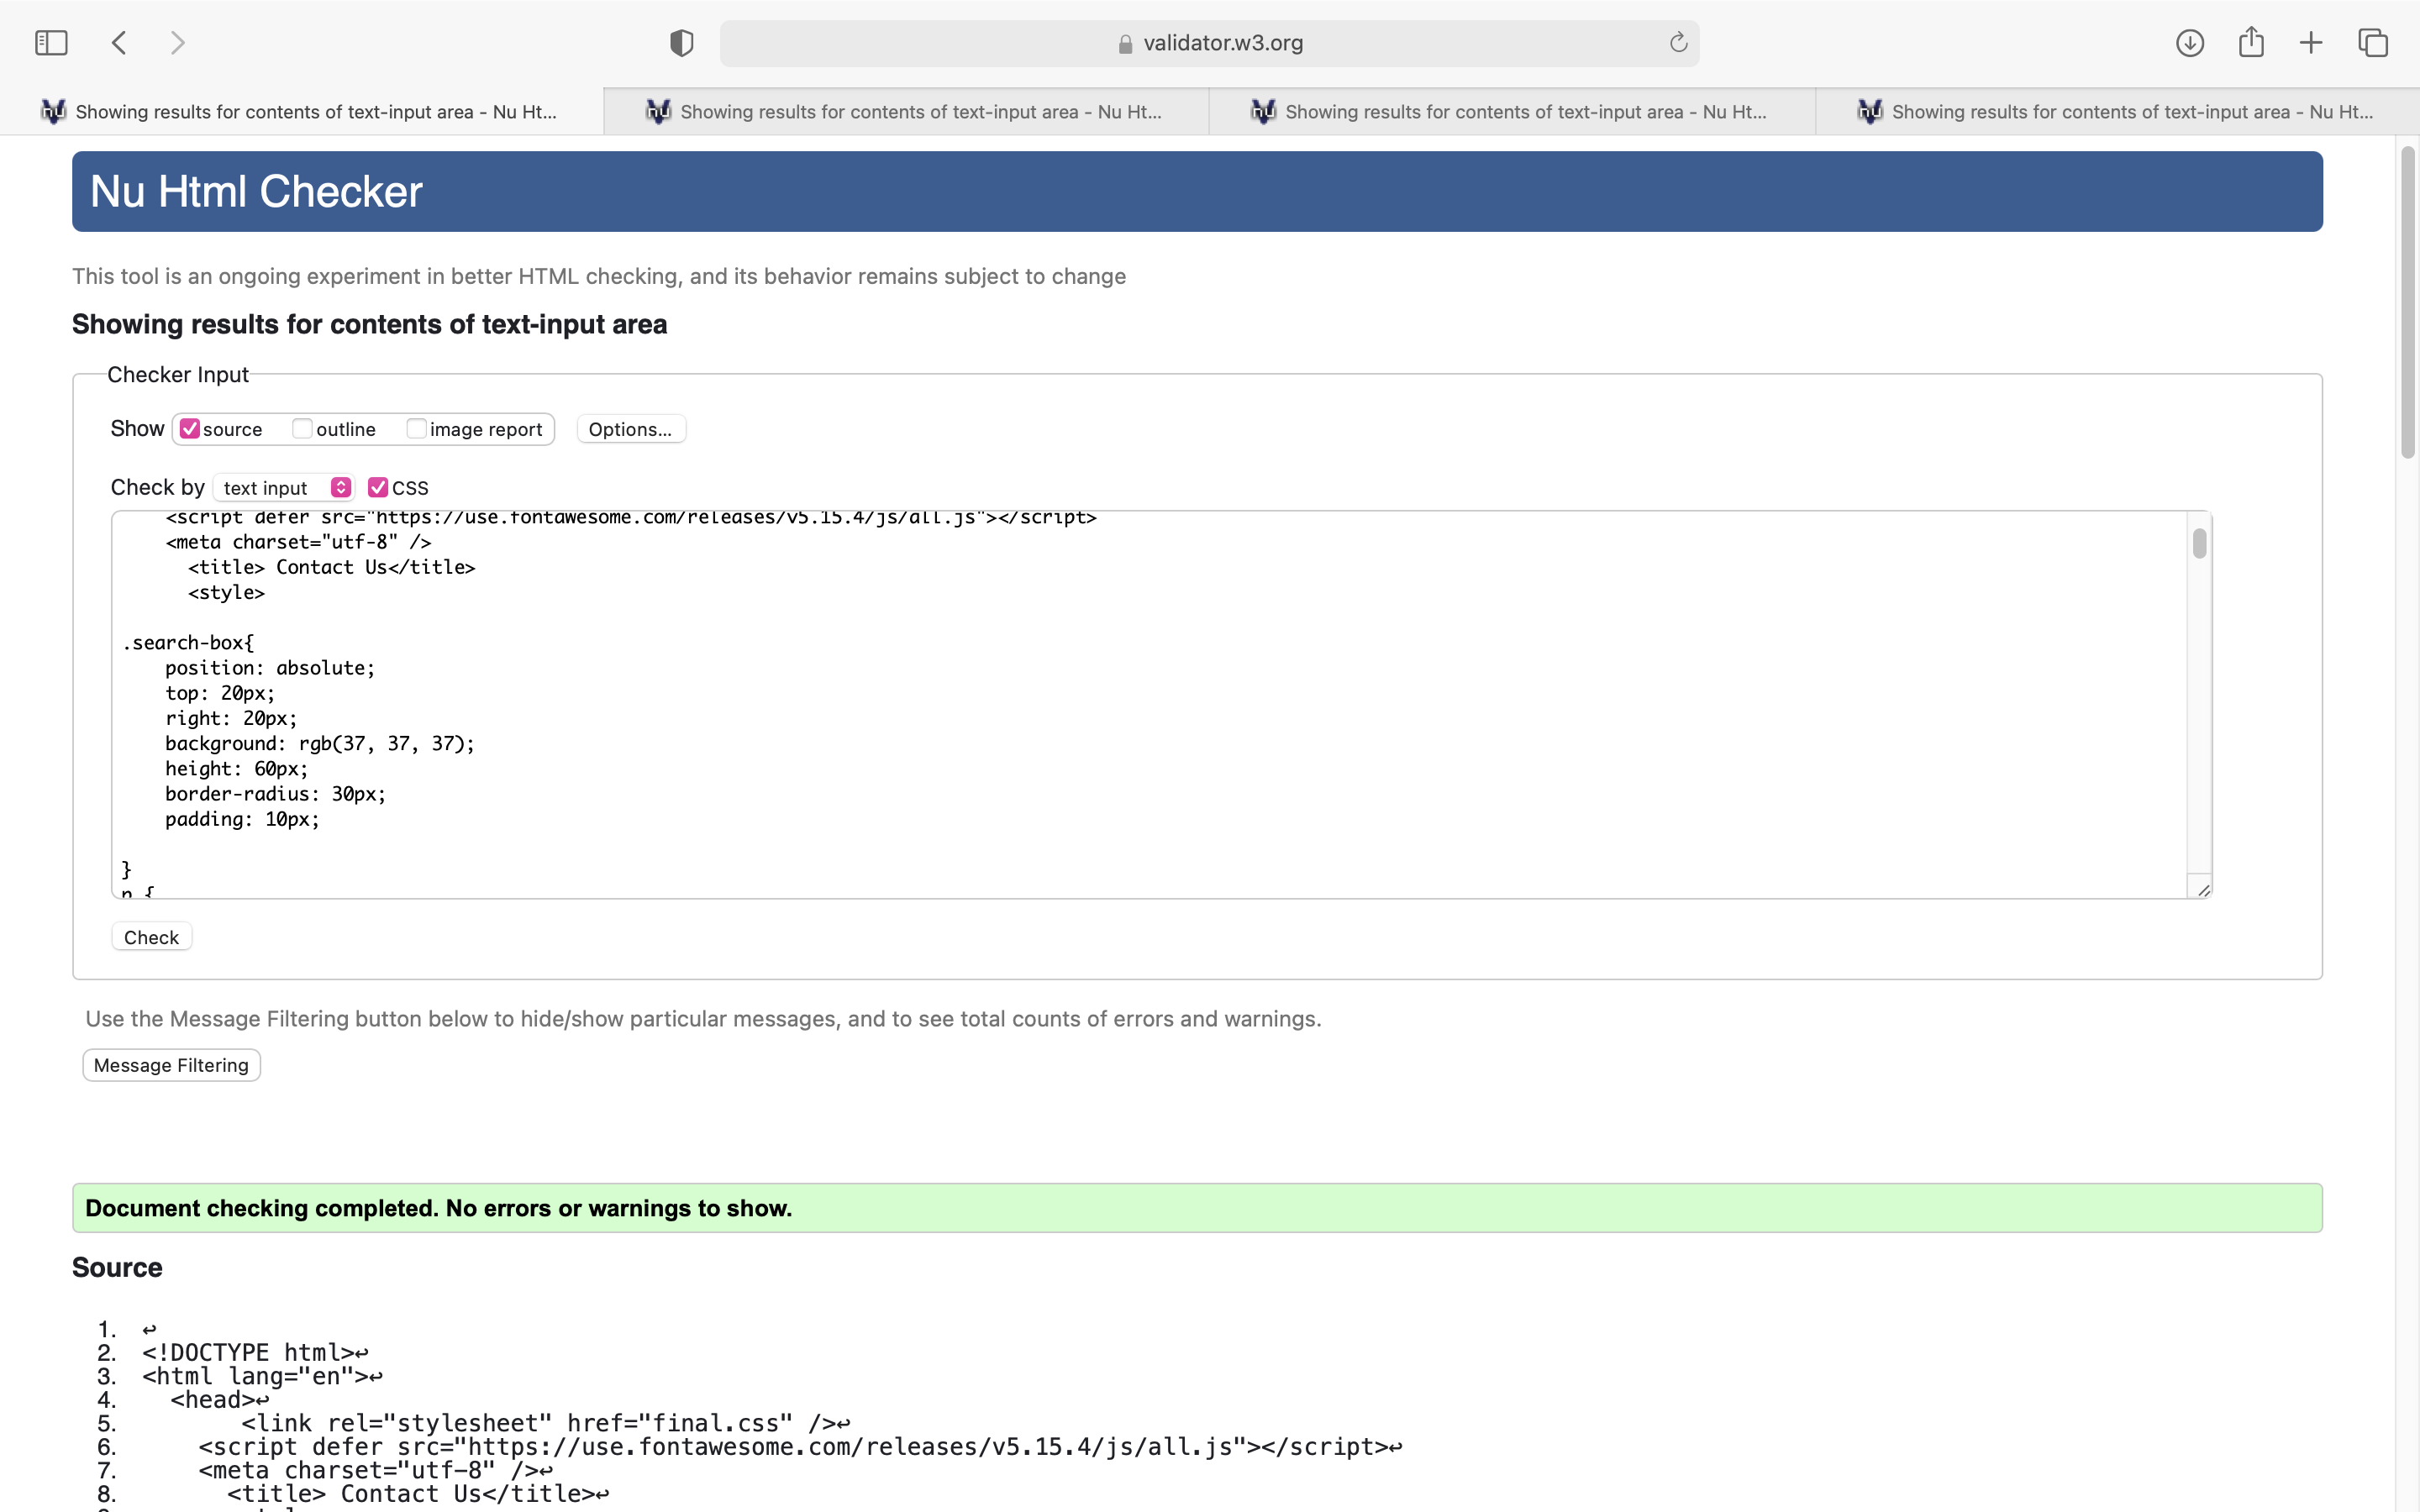 validator.w3.org
Showing results for contents of text-input area - Nu Ht...
Showing results for contents of text-input area - Nu Ht...
Showing results for contents of text-input area - Nu Ht...
Showing results for contents of text-input area - Nu Ht...
Nu Html Checker
This tool is an ongoing experiment in better HTML checking, and its behavior remains subject to change
Showing results for contents of text-input area
Checker Input
Show source outline image report Options...
Check by text input CSS
<script defer src="https://use.fontawesome.com/releases/v5.15.4/js/all.js"></script>
<meta charset="utf-8" />
<title> Contact Us</title>
<style>
.search-box{
position: absolute;
top: 20px;
right: 20px;
background: rgb(37, 37, 37);
height: 60px;
border-radius: 30px;
padding: 10px;
}
Check
Use the Message Filtering button below to hide/show particular messages, and to see total counts of errors and warnings.
Message Filtering
Document checking completed. No errors or warnings to show.
Source
1. ↩
2. <!DOCTYPE html>↩
3. <html lang="en">↩
4. <head>↩
5. <link rel="stylesheet" href="final.css" />↩
6. <script defer src="https://use.fontawesome.com/releases/v5.15.4/js/all.js"></script>↩
7. <meta charset="utf-8" />↩
8. <title> Contact Us</title>↩